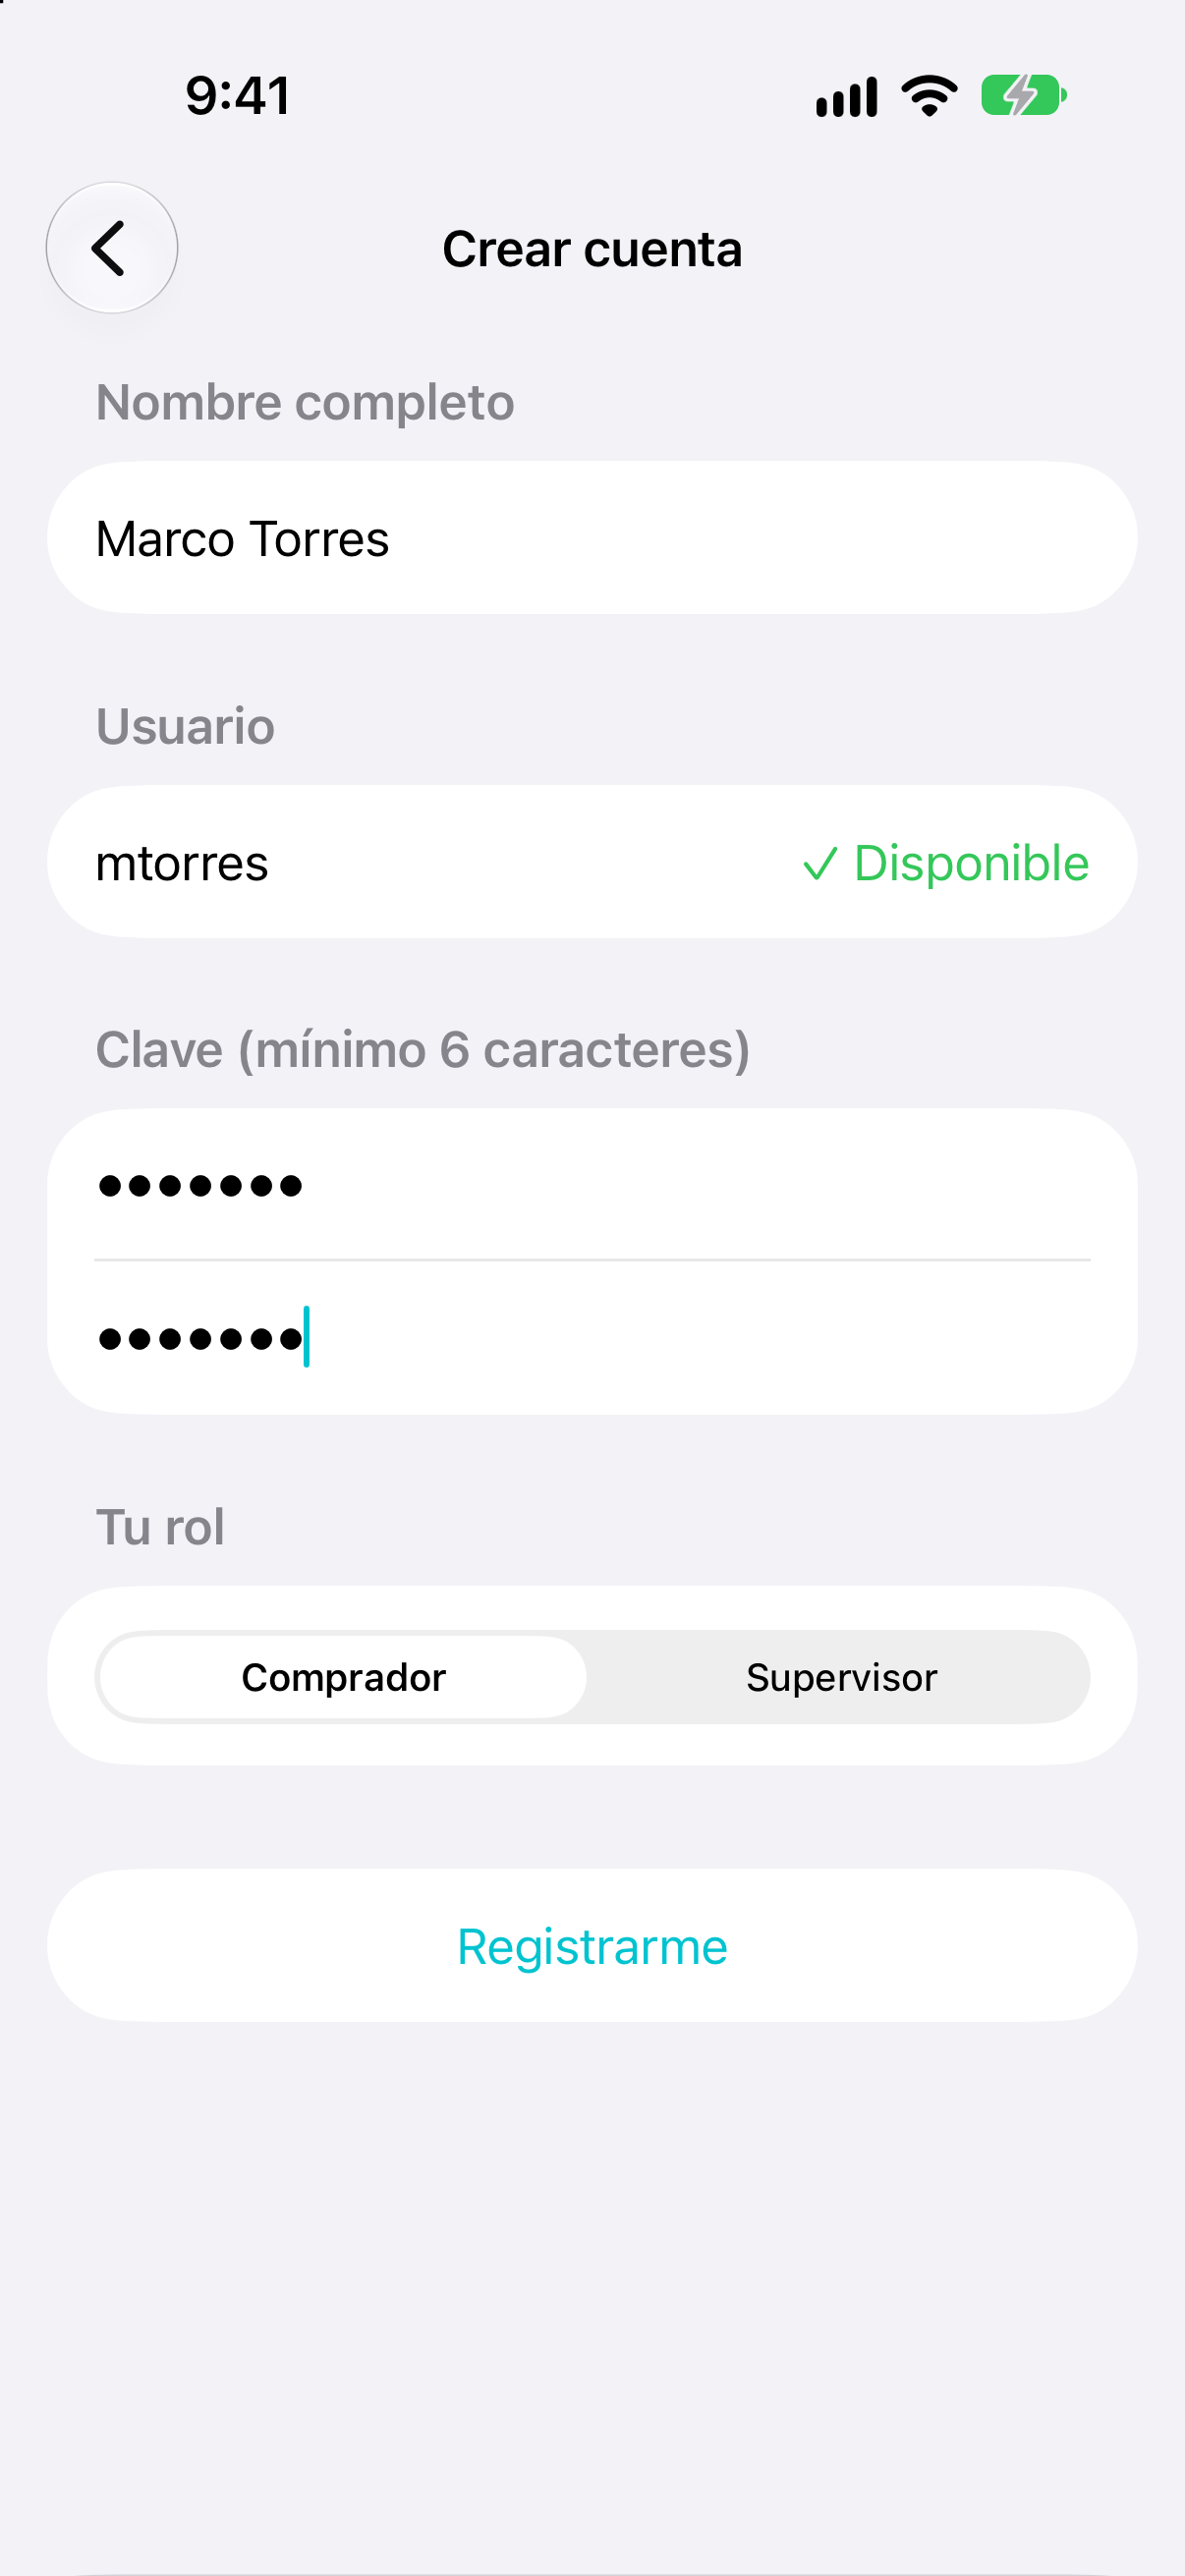 9:41
Crear cuenta
Nombre completo
Marco Torres
Usuario
mtorres ✓ Disponible
Clave (mínimo 6 caracteres)
•••••••
•••••••
Tu rol
Comprador Supervisor
Registrarme